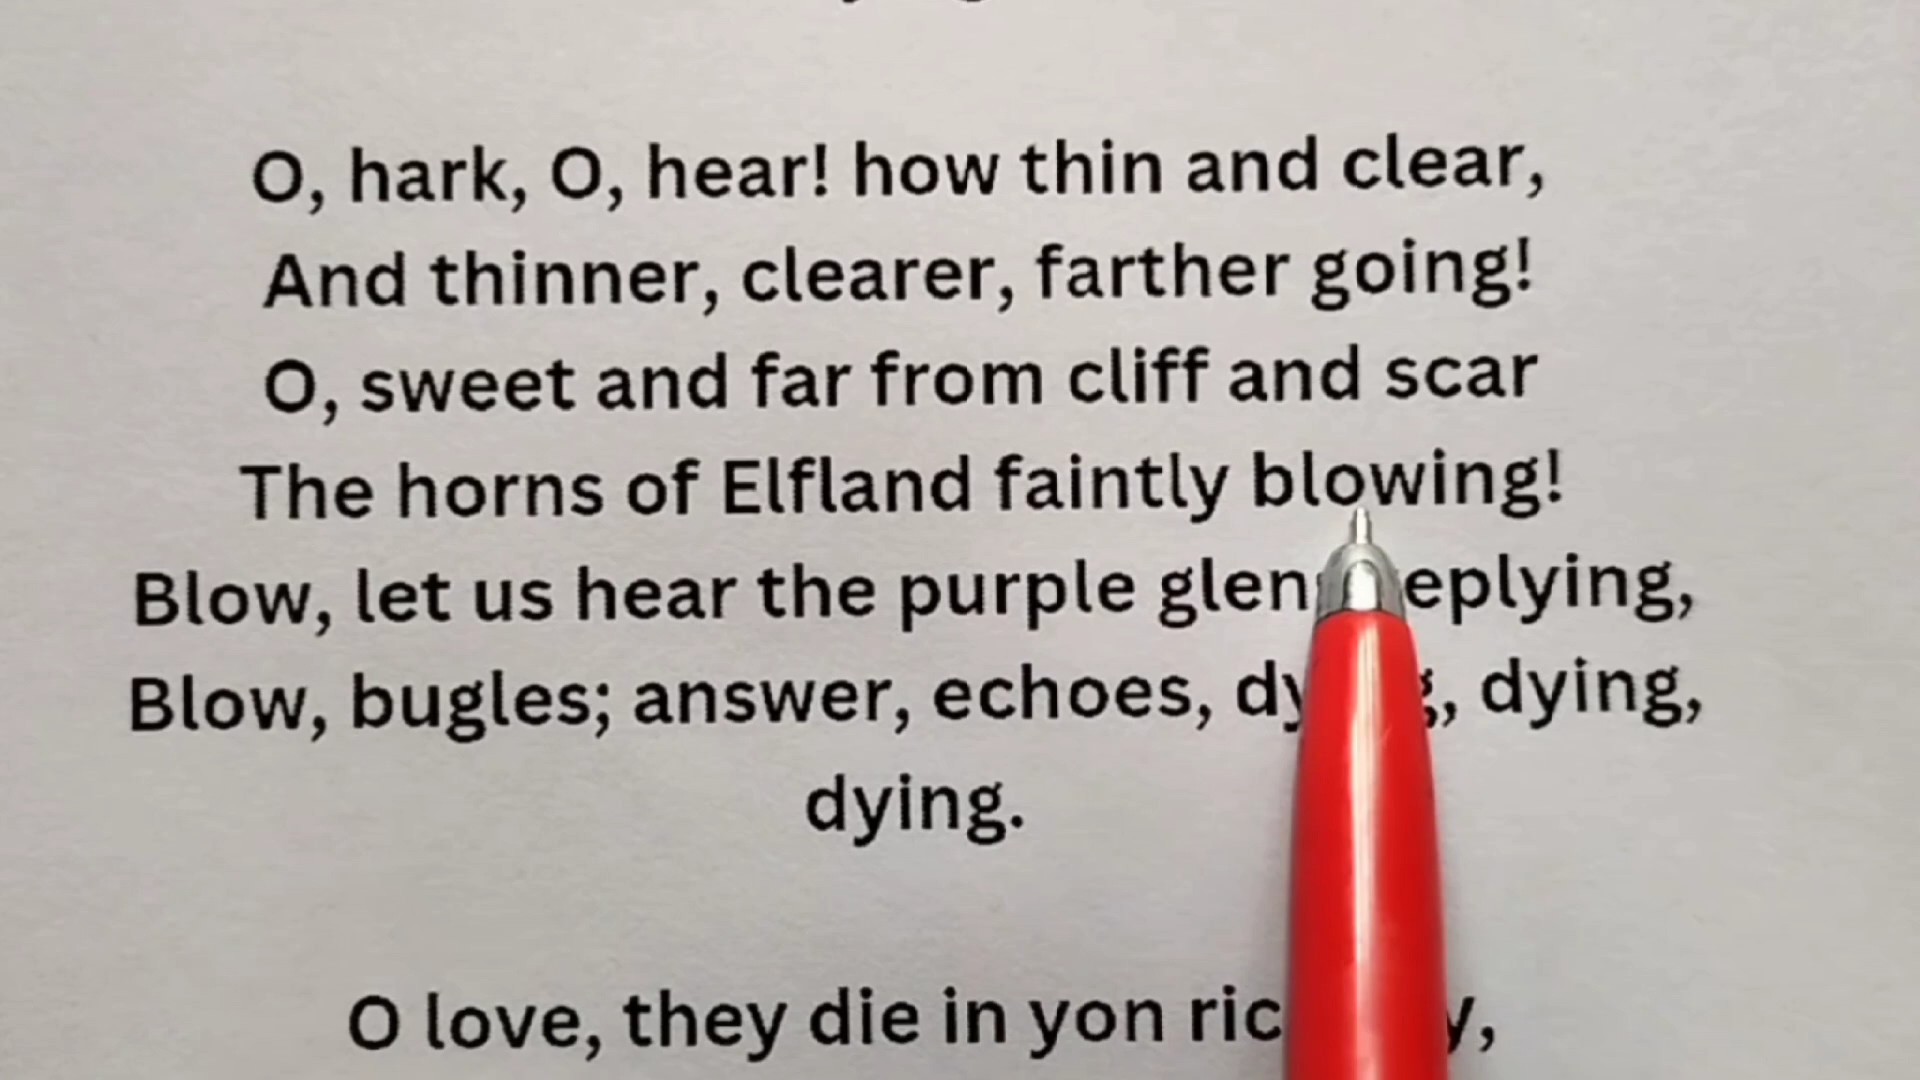 O, hark, O, hear! how thin and clear,
And thinner, clearer, farther going!
O, sweet and far from cliff and scar
The horns of Elfland faintly blowing!
Blow, let us hear the purple
Blow, bugles; answer, echoes, dying,
dying.
O love, they die in yon